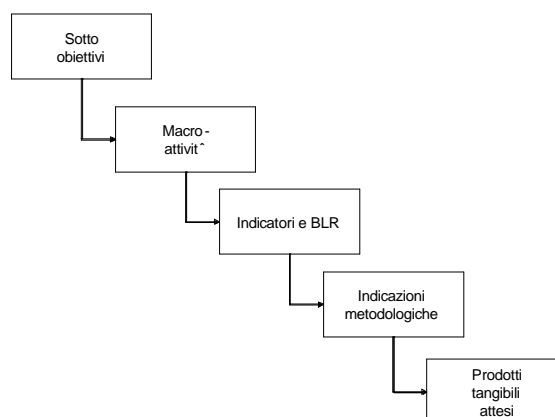 Sotto
obiettivi
Macro-
attivitˆ
Indicatori e BLR
Indicazioni
metodologiche
Prodotti
tangibili
attesi